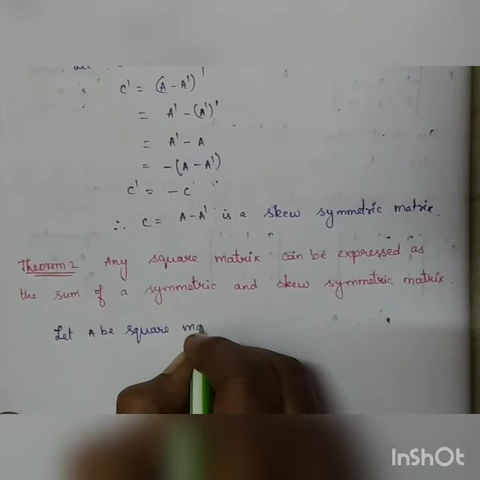 C' = (A - A')'
= A' - (A')'
= A' - A
= -(A - A')
C' = - C
∴ C = A - A' is a skew symmetric matrix.
Theorem 2 Any square matrix can be expressed as
the sum of a symmetric and skew symmetric matrix.
Let A be square ma
InShOt